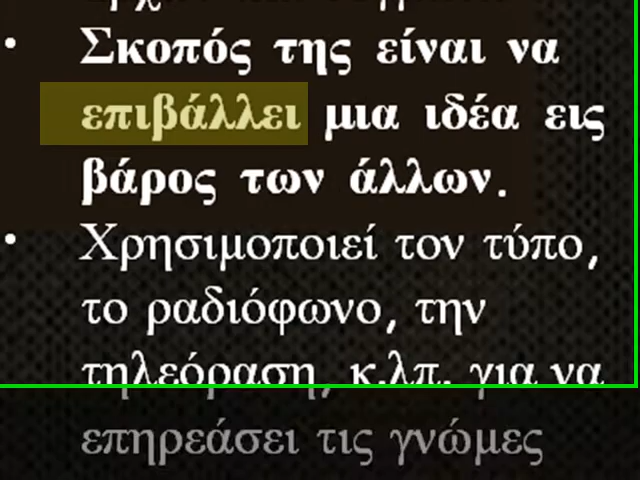 • Σκοπός της είναι να
επιβάλλει μια ιδέα εις
βάρος των άλλων.
• Χρησιμοποιεί τον τύπο,
το ραδιόφωνο, την
τηλεόραση, κ.λπ. για να
επηρεάσει τις γνώμες